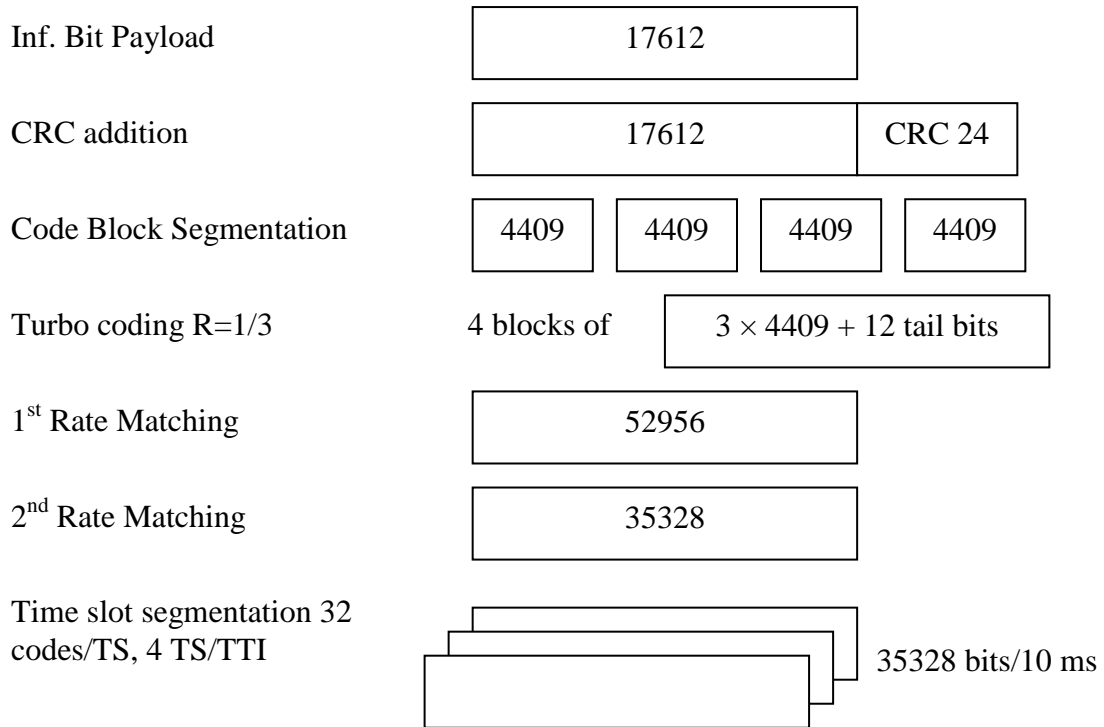 Inf. Bit Payload 17612
CRC addition 17612 CRC 24
Code Block Segmentation 4409 4409 4409 4409
Turbo coding R=1/3 4 blocks of 3 × 4409 + 12 tail bits
1st Rate Matching 52956
2nd Rate Matching 35328
Time slot segmentation 32
codes/TS, 4 TS/TTI
35328 bits/10 ms